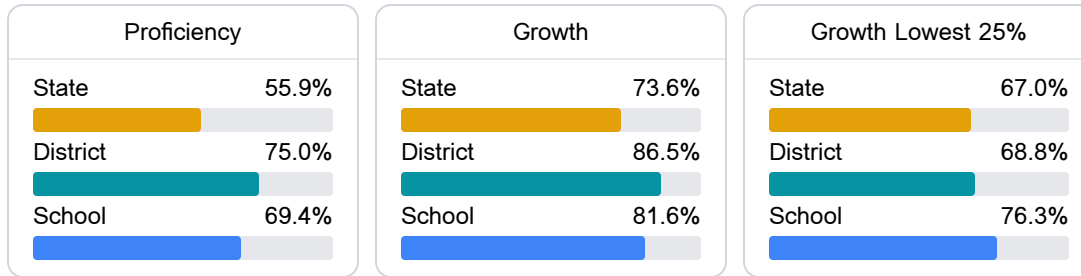 Proficiency
State 55.9%
District 75.0%
School 69.4%
Growth
State 73.6%
District 86.5%
School 81.6%
Growth Lowest 25%
State 67.0%
District 68.8%
School 76.3%